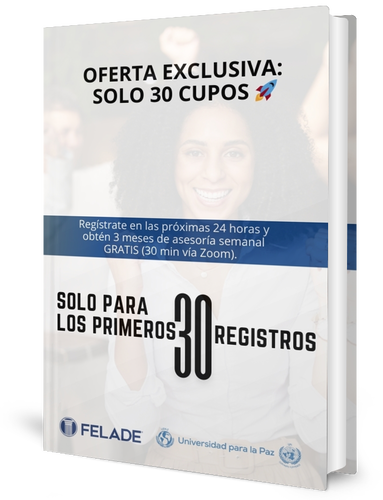 OFERTA EXCLUSIVA:
SOLO 30 CUPOS 🚀
Regístrate en las próximas 24 horas y
obtén 3 meses de asesoría semanal
GRATIS (30 min vía Zoom).
SOLO PARA
LOS PRIMEROS 30 REGISTROS
FELADE
Universidad para la Paz